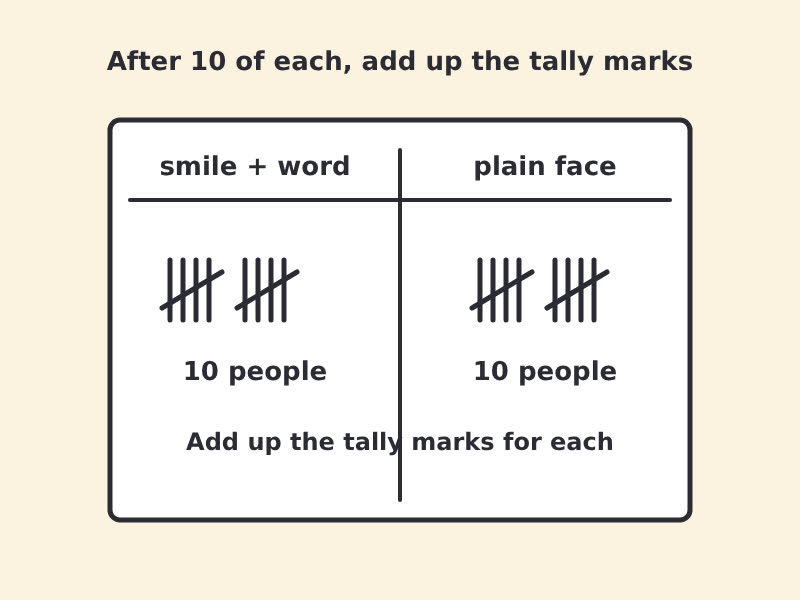 After 10 of each, add up the tally marks
smile + word
plain face
10 people
10 people
Add up the tally marks for each